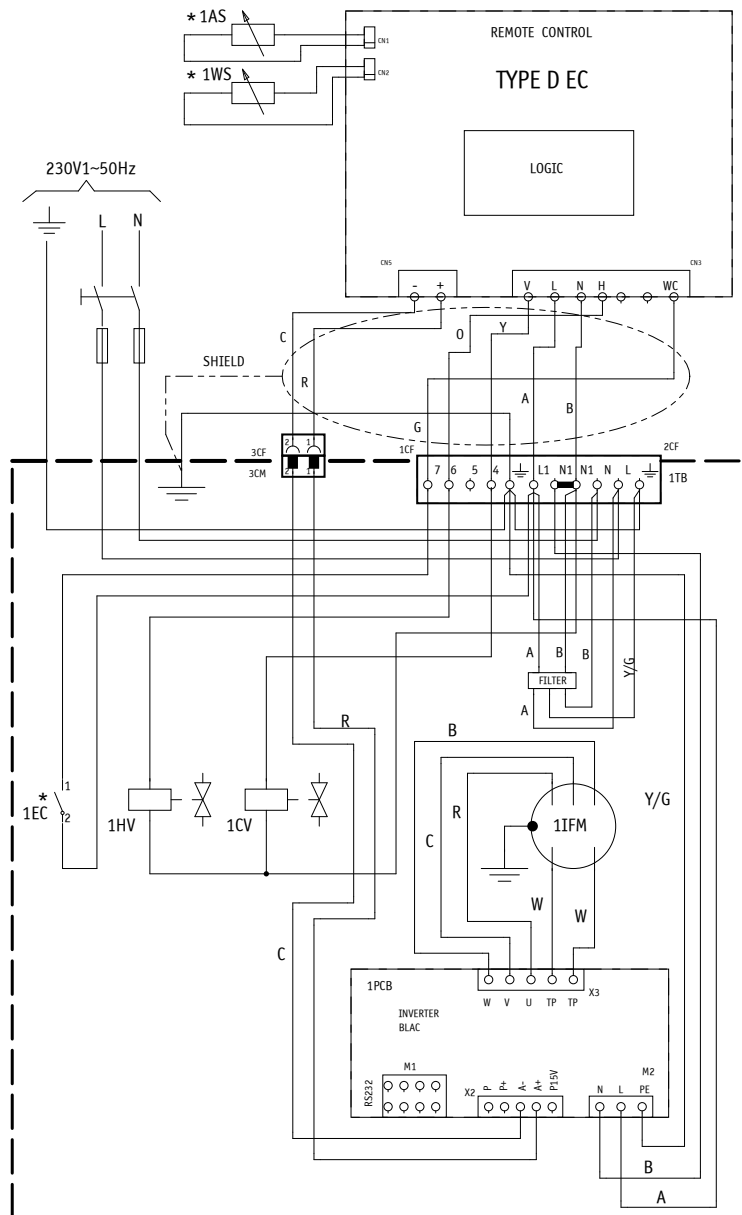 * 1AS
CN1
REMOTE CONTROL
* 1WS
CN2
TYPE D EC
LOGIC
230V1~50Hz
L N
CN5
CN3
- +
V L N H WC
C
O
Y
SHIELD
R
A
B
G
3CF
2 1
1CF
2CF
3CM
2 1
7 6 5 4 L1 N1 N1 N L
1TB
A B B Y/G
FILTER
A
R
B
*
1
1EC
2
1HV
1CV
R
1IFM
Y/G
C
W
W
C
1PCB
X3
W V U TP TP
INVERTER
BLAC
M1
RS232
X2
P P+ A- A+ P15V
M2
N L PE
B
A